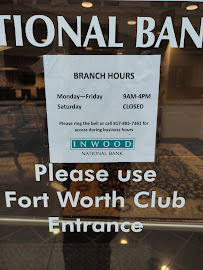 TIONAL BAN
BRANCH HOURS
Monday—Friday 9AM-4PM
Saturday CLOSED
Please ring the bell or call 817-885-7361 for
access during business hours
INWOOD
NATIONAL BANK
Please use
Fort Worth Club
Entrance